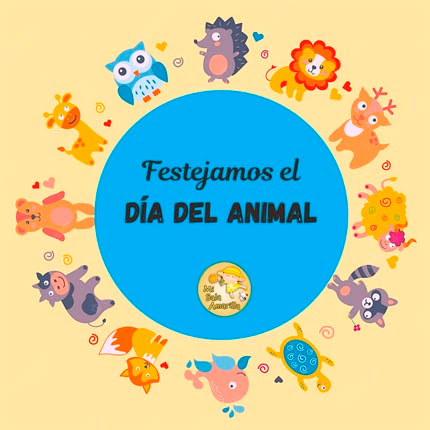 Festejamos el
DÍA DEL ANIMAL
Mi
Sala
Amarilla